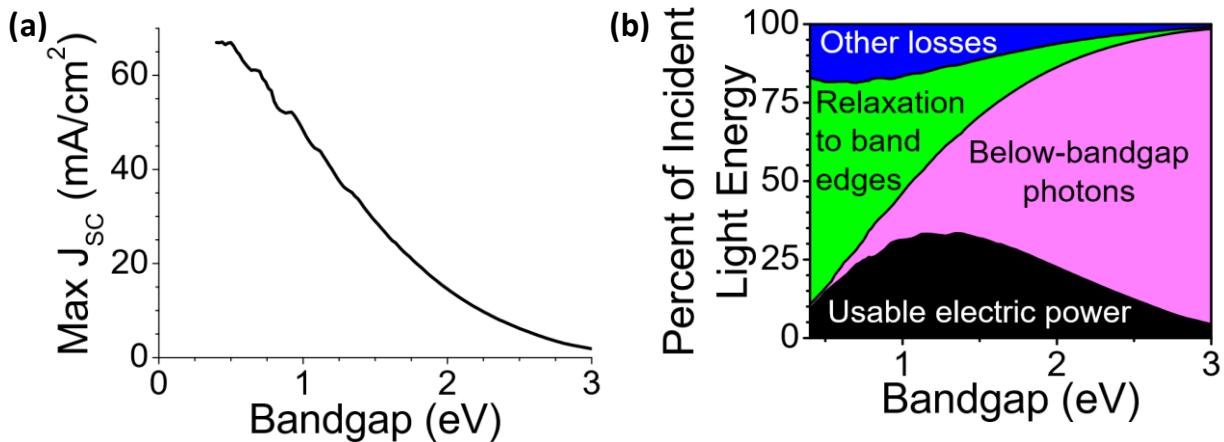 (a)
Max J_SC (mA/cm²)
60
40
20
0
0
1
2
3
Bandgap (eV)
(b)
Percent of Incident
Light Energy
100
75
50
25
0
Other losses
Relaxation
to band
edges
Below-bandgap
photons
Usable electric power
1
2
3
Bandgap (eV)